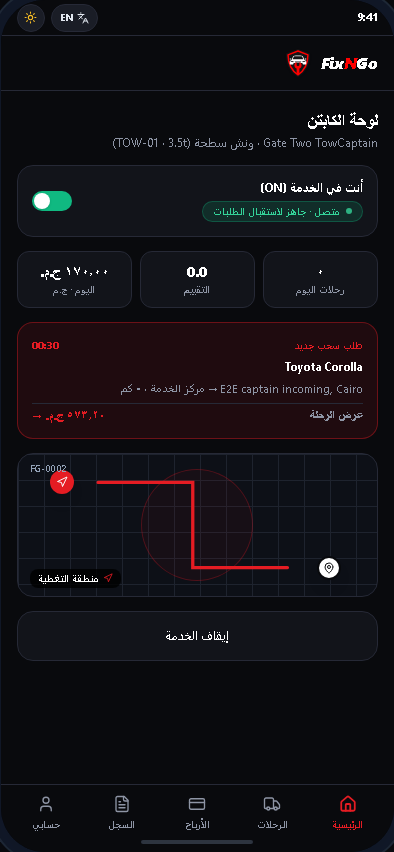 9:41
EN
FixNGo
لوحة الكابتن
Gate Two TowCaptain · ونش سطحة (TOW-01 · 3.5t)
أنت في الخدمة (ON)
متصل · جاهز لاستقبال الطلبات
٠
رحلات اليوم
0.0
التقييم
١٧٠,٠٠ ج.م.
اليوم · ج.م
طلب سحب جديد
00:30
Toyota Corolla
E2E captain incoming, Cairo → مركز الخدمة · ٠ كم
عرض الرحلة
٥٧٣,٢٠ ج.م. →
FG-0002
منطقة التغطية
إيقاف الخدمة
الرئيسية
الرحلات
الأرباح
السجل
حسابي